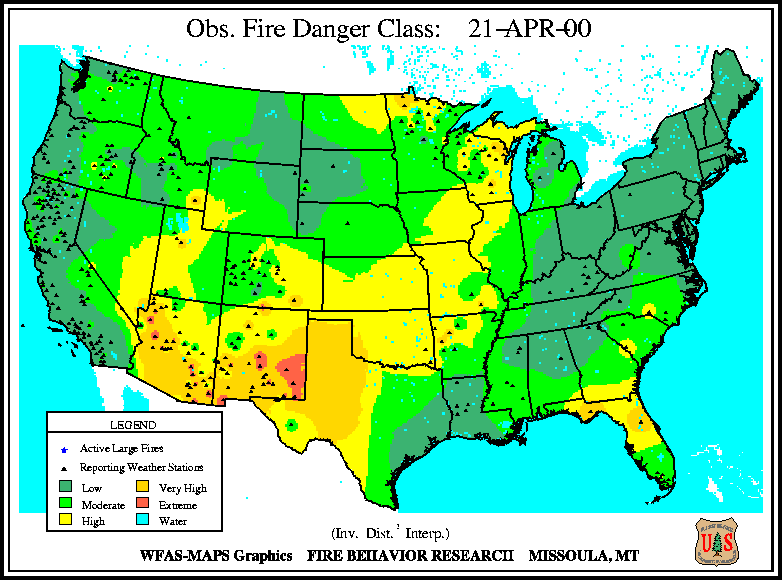 Obs. Fire Danger Class: 21-APR-00
LEGEND
Active Large Fires
Reporting Weather Stations
Low
Very High
Moderate
Extreme
High
Water
(Inv. Dist.² Interp.)
WFAS-MAPS Graphics FIRE BEHAVIOR RESEARCH MISSOULA, MT
U S